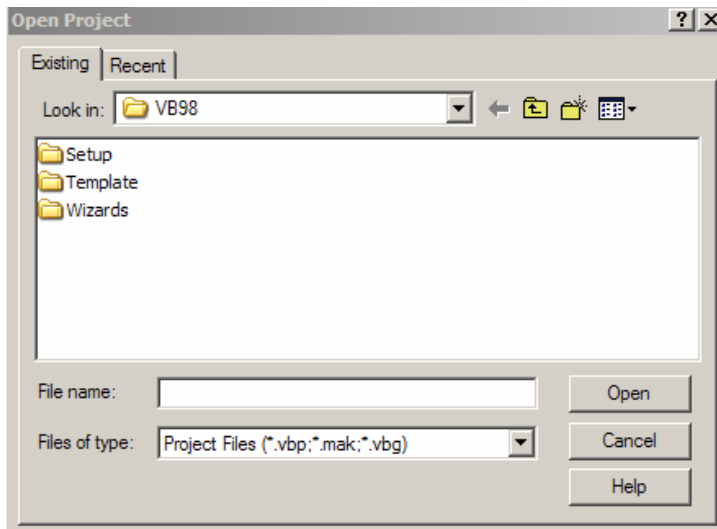 Open Project
Existing Recent
Look in: VB98
Setup
Template
Wizards
File name: Open
Files of type: Project Files (*.vbp;*.mak;*.vbg) Cancel
Help